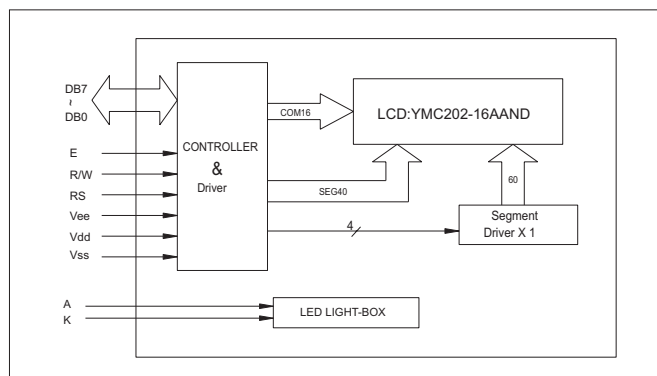 DB7
~
DB0
E
R/W
RS
Vee
Vdd
Vss
A
K
CONTROLLER
&
Driver
COM16
SEG40
4
LCD:YMC202-16AAND
60
Segment
Driver X 1
LED LIGHT-BOX